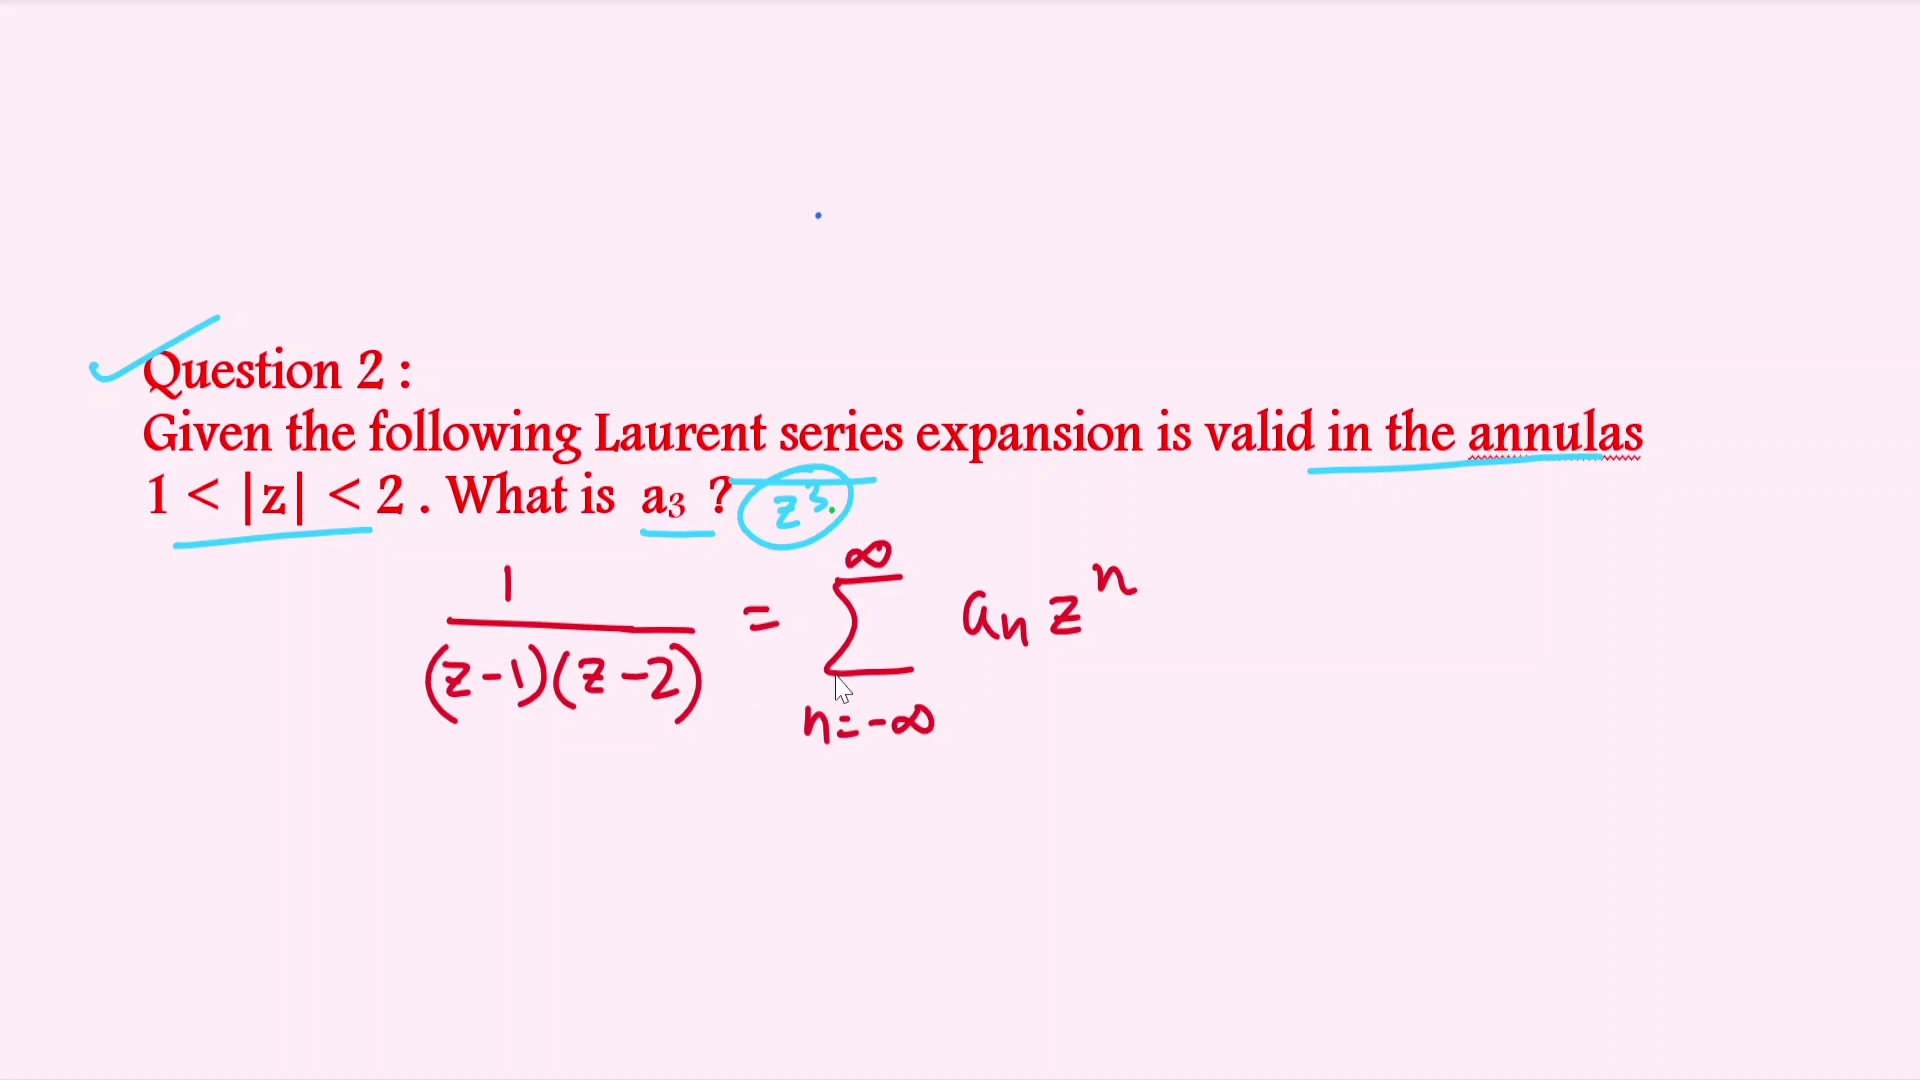 Question 2 :
Given the following Laurent series expansion is valid in the annulas
1 < |z| < 2 . What is a₃ ? z³
1/((z-1)(z-2)) = ∑_{n=-∞}^{∞} aₙ zⁿ